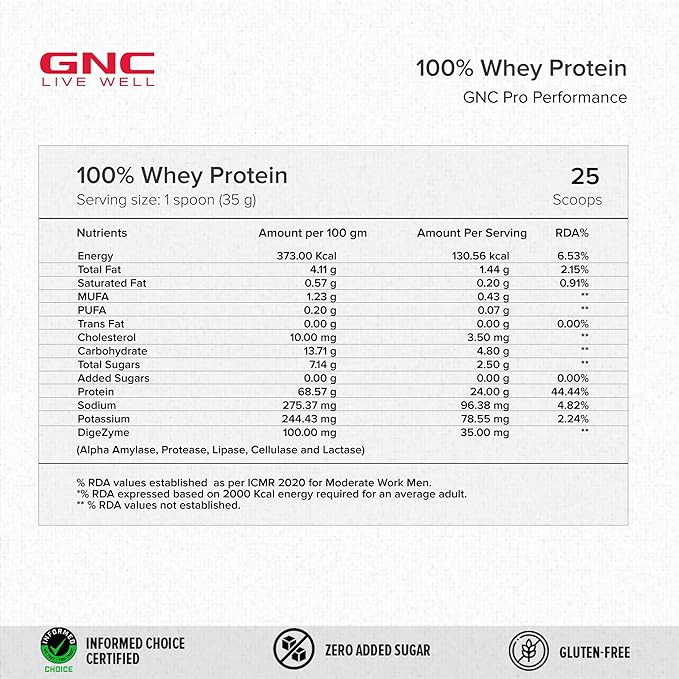 GNC
LIVE WELL
100% Whey Protein
GNC Pro Performance
100% Whey Protein
Serving size: 1 spoon (35 g)
25
Scoops
Nutrients Amount per 100 gm Amount Per Serving RDA%
Energy 373.00 Kcal 130.56 kcal 6.53%
Total Fat 4.11 g 1.44 g 2.15%
Saturated Fat 0.57 g 0.20 g 0.91%
MUFA 1.23 g 0.43 g **
PUFA 0.20 g 0.07 g **
Trans Fat 0.00 g 0.00 g 0.00%
Cholesterol 10.00 mg 3.50 mg **
Carbohydrate 13.71 g 4.80 g **
Total Sugars 7.14 g 2.50 g **
Added Sugars 0.00 g 0.00 g 0.00%
Protein 68.57 g 24.00 g 44.44%
Sodium 275.37 mg 96.38 mg 4.82%
Potassium 244.43 mg 78.55 mg 2.24%
DigeZyme 100.00 mg 35.00 mg **
(Alpha Amylase, Protease, Lipase, Cellulase and Lactase)
% RDA values established as per ICMR 2020 for Moderate Work Men.
*% RDA expressed based on 2000 Kcal energy required for an average adult.
** % RDA values not established.
INFORMED
CHOICE
INFORMED CHOICE
CERTIFIED
ZERO ADDED SUGAR
GLUTEN-FREE